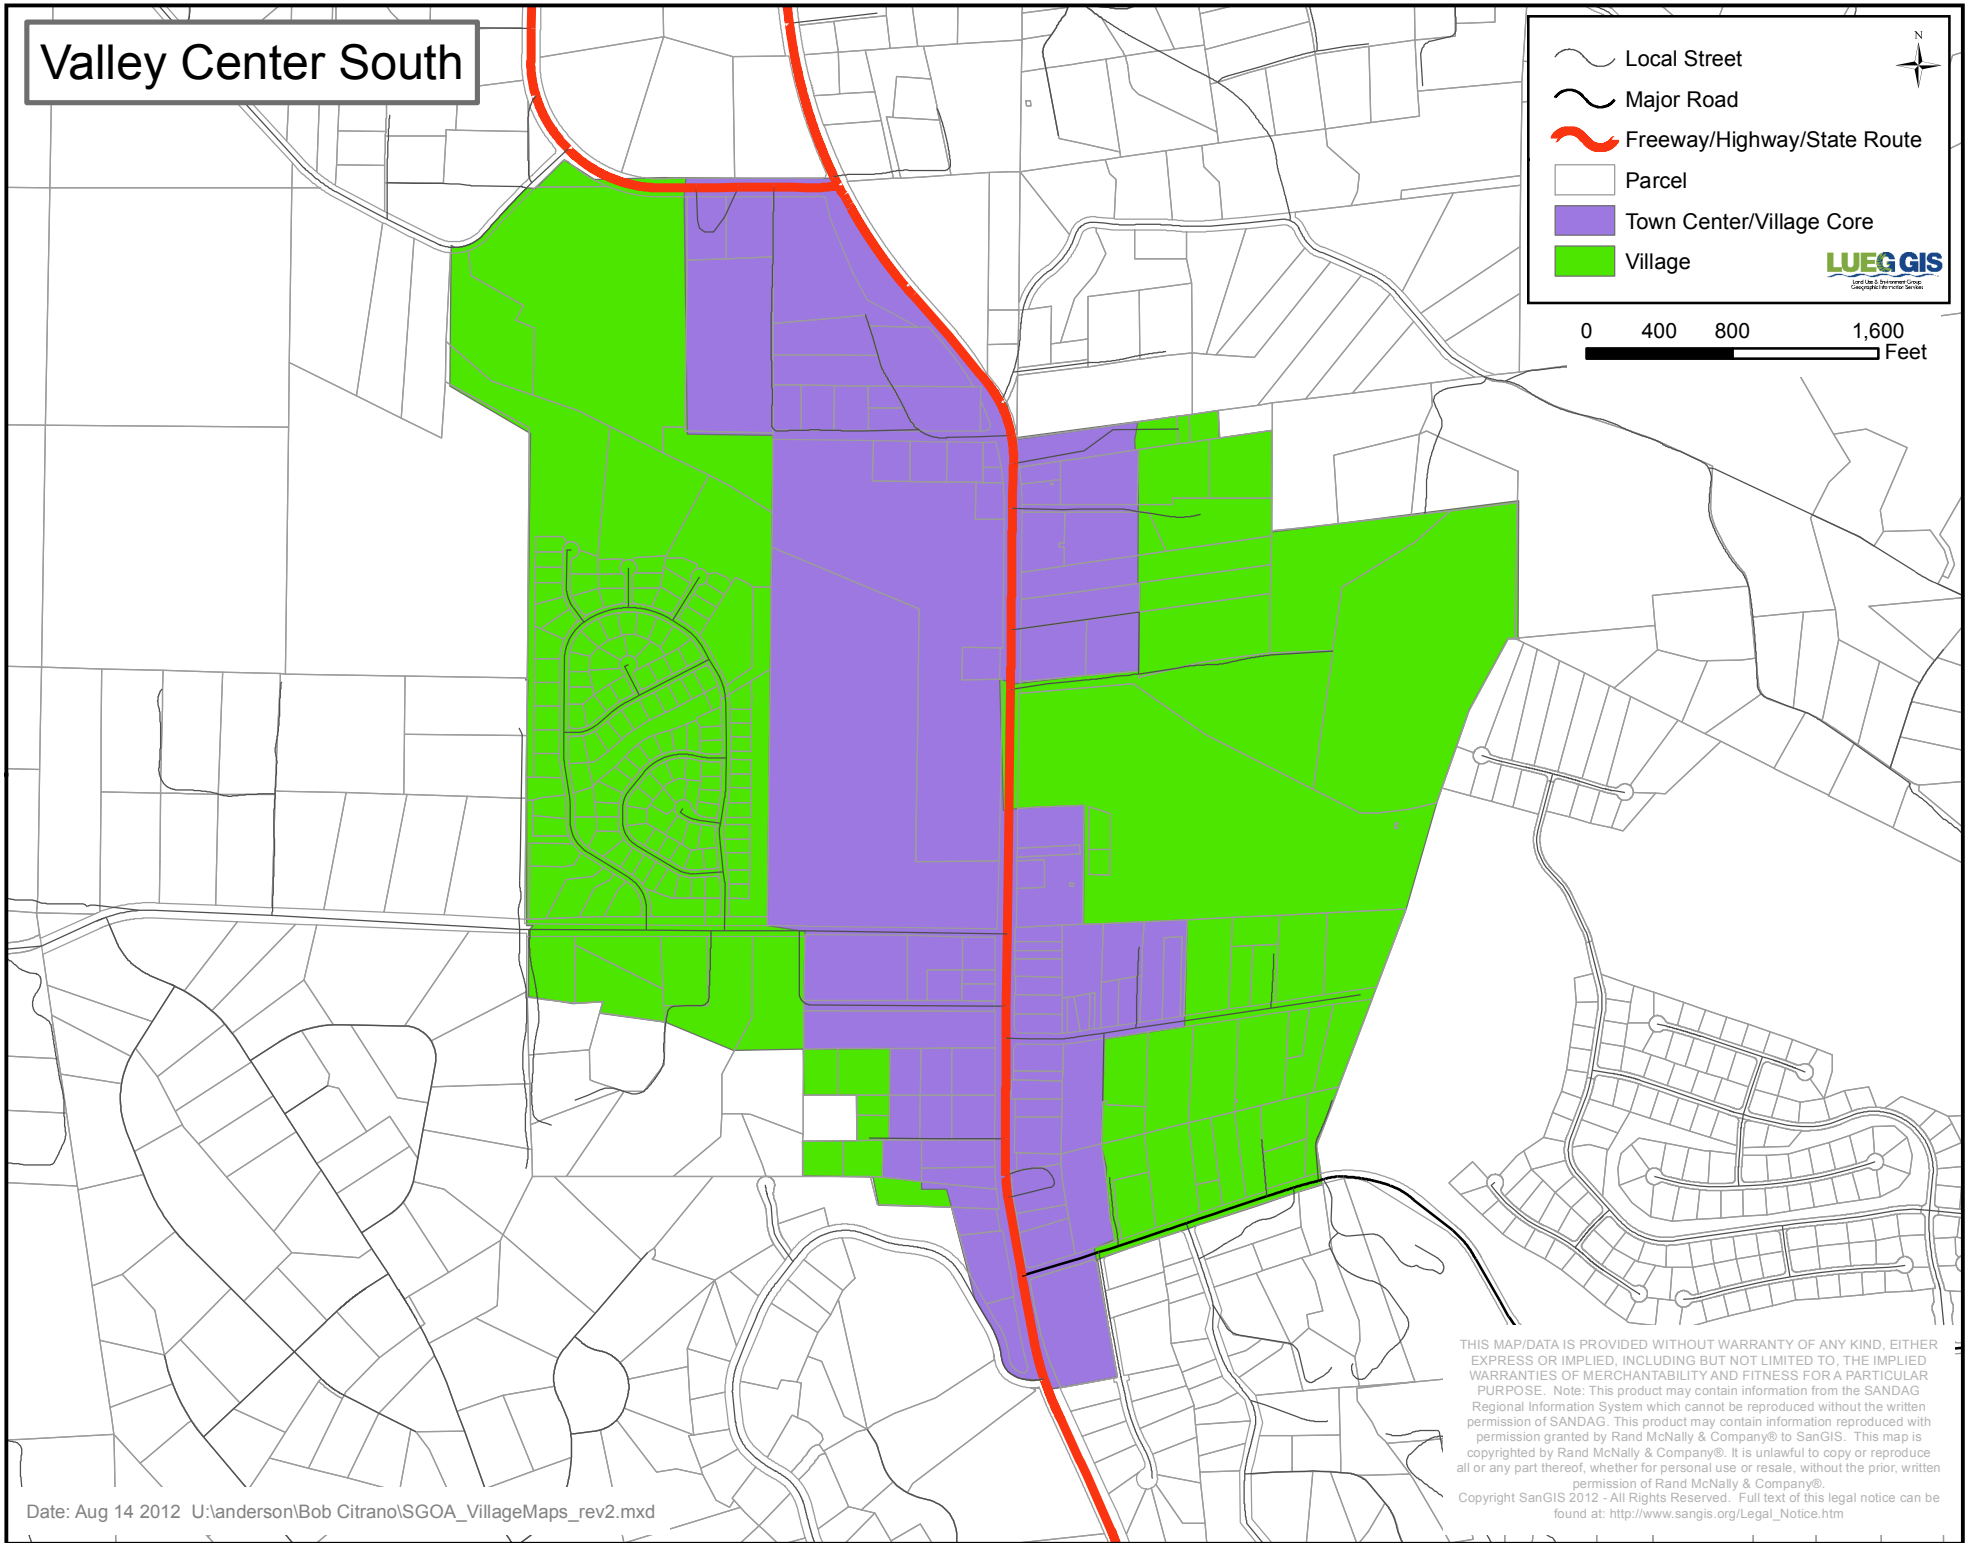 Valley Center South
N
Local Street
Major Road
Freeway/Highway/State Route
Parcel
Town Center/Village Core
Village
LUEG GIS
Land Use & Environment Group
Geographic Information Services
0 400 800 1,600
Feet
THIS MAP/DATA IS PROVIDED WITHOUT WARRANTY OF ANY KIND, EITHER
EXPRESS OR IMPLIED, INCLUDING BUT NOT LIMITED TO, THE IMPLIED
WARRANTIES OF MERCHANTABILITY AND FITNESS FOR A PARTICULAR
PURPOSE. Note: This product may contain information from the SANDAG
Regional Information System which cannot be reproduced without the written
permission of SANDAG. This product may contain information reproduced with
permission granted by Rand McNally & Company® to SanGIS. This map is
copyrighted by Rand McNally & Company®. It is unlawful to copy or reproduce
all or any part thereof, whether for personal use or resale, without the prior, written
permission of Rand McNally & Company®.
Copyright SanGIS 2012 - All Rights Reserved. Full text of this legal notice can be
found at: http://www.sangis.org/Legal_Notice.htm
Date: Aug 14 2012 U:\anderson\Bob Citrano\SGOA_VillageMaps_rev2.mxd